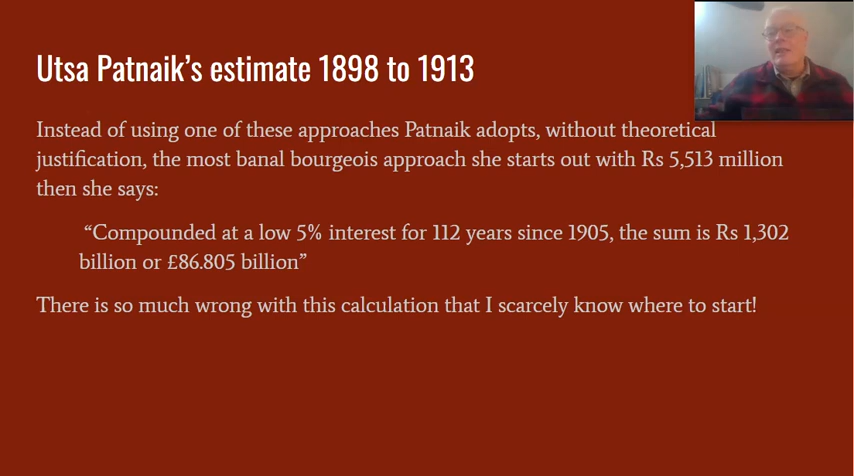 Utsa Patnaik’s estimate 1898 to 1913
Instead of using one of these approaches Patnaik adopts, without theoretical
justification, the most banal bourgeois approach she starts out with Rs 5,513 million
then she says:
“Compounded at a low 5% interest for 112 years since 1905, the sum is Rs 1,302
billion or £86.805 billion”
There is so much wrong with this calculation that I scarcely know where to start!